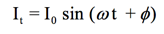 Iₜ = I₀ sin (ωt + ϕ)